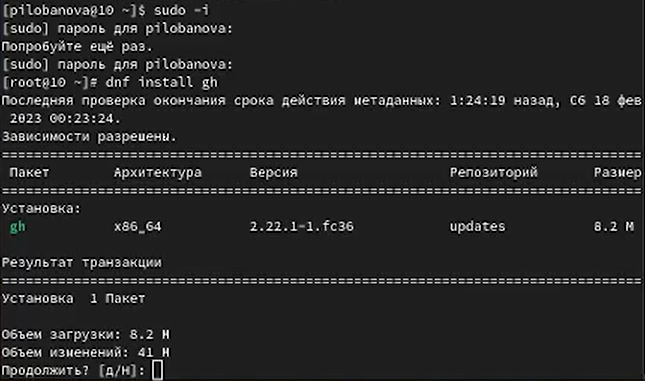 [pilobanova@10 ~]$ sudo -i
[sudo] пароль для pilobanova:
Попробуйте ещё раз.
[sudo] пароль для pilobanova:
[root@10 ~]# dnf install gh
Последняя проверка окончания срока действия метаданных: 1:24:19 назад, Сб 18 фев
2023 00:23:24.
Зависимости разрешены.
================================================================================
Пакет Архитектура Версия Репозиторий Размер
================================================================================
Установка:
gh x86_64 2.22.1-1.fc36 updates 8.2 M
Результат транзакции
================================================================================
Установка 1 Пакет
Объем загрузки: 8.2 M
Объем изменений: 41 M
Продолжить? [д/Н]: